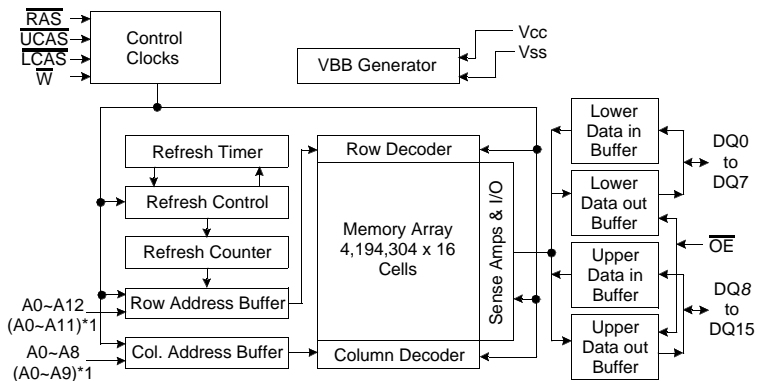 RAS
UCAS
LCAS
W
Control
Clocks
VBB Generator
Vcc
Vss
Refresh Timer
Refresh Control
Refresh Counter
Row Address Buffer
Col. Address Buffer
A0~A12
(A0~A11)*1
A0~A8
(A0~A9)*1
Row Decoder
Memory Array
4,194,304 x 16
Cells
Column Decoder
Sense Amps & I/O
Lower
Data in
Buffer
Lower
Data out
Buffer
Upper
Data in
Buffer
Upper
Data out
Buffer
DQ0
to
DQ7
OE
DQ8
to
DQ15